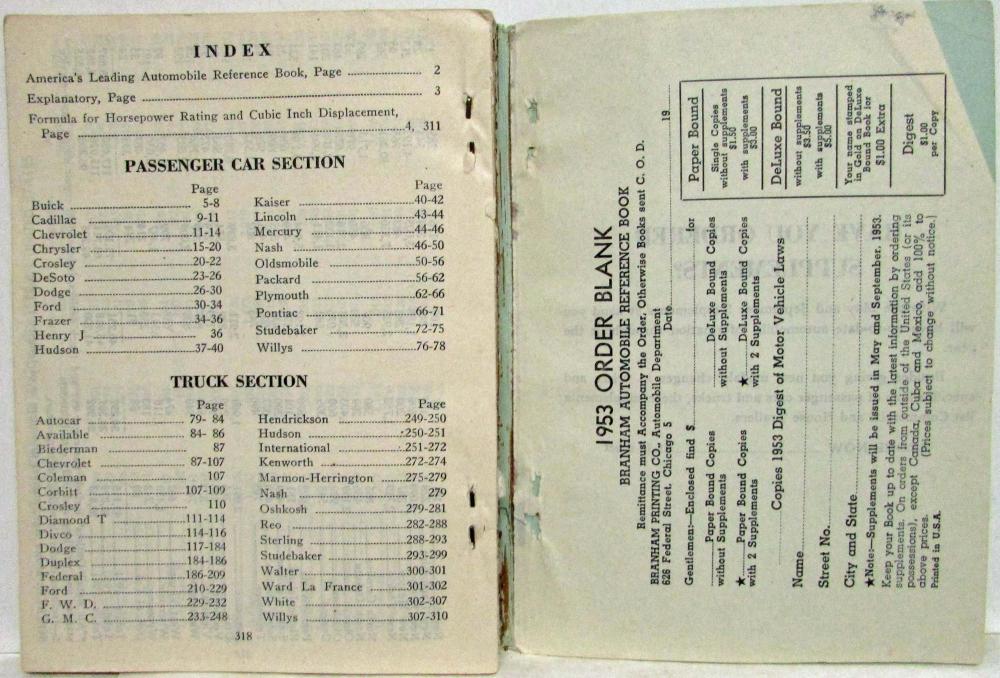 INDEX
America's Leading Automobile Reference Book, Page ........ 2
Explanatory, Page ........ 3
Formula for Horsepower Rating and Cubic Inch Displacement,
Page ........ 4, 311
PASSENGER CAR SECTION
Page
Buick ........ 5-8
Cadillac ........ 9-11
Chevrolet ........ 11-14
Chrysler ........ 15-20
Crosley ........ 20-22
DeSoto ........ 23-26
Dodge ........ 26-30
Ford ........ 30-34
Frazer ........ 34-36
Henry J ........ 36
Hudson ........ 37-40
Page
Kaiser ........ 40-42
Lincoln ........ 43-44
Mercury ........ 44-46
Nash ........ 46-50
Oldsmobile ........ 50-56
Packard ........ 56-62
Plymouth ........ 62-66
Pontiac ........ 66-71
Studebaker ........ 72-75
Willys ........ 76-78
TRUCK SECTION
Page
Autocar ........ 79- 84
Available ........ 84- 86
Biederman ........ 87
Chevrolet ........ 87-107
Coleman ........ 107
Corbitt ........ 107-109
Crosley ........ 110
Diamond T ........ 111-114
Divco ........ 114-116
Dodge ........ 117-184
Duplex ........ 184-186
Federal ........ 186-209
Ford ........ 210-229
F. W. D. ........ 229-232
G. M. C. ........ 233-248
Page
Hendrickson ........ 249-250
Hudson ........ 250-251
International ........ 251-272
Kenworth ........ 272-274
Marmon-Herrington ........ 275-279
Nash ........ 279
Oshkosh ........ 279-281
Reo ........ 282-288
Sterling ........ 288-293
Studebaker ........ 293-299
Walter ........ 300-301
Ward La France ........ 301-302
White ........ 302-307
Willys ........ 307-310
318
1953 ORDER BLANK
BRANHAM AUTOMOBILE REFERENCE BOOK
Remittance must Accompany the Order, Otherwise Books sent C. O. D.
BRANHAM PRINTING CO., Automobile Department
626 Federal Street, Chicago 5 Date ........ 19
Gentlemen:—Enclosed find $ ........ for
........ Paper Bound Copies
without Supplements
........ DeLuxe Bound Copies
without Supplements
★ ........ Paper Bound Copies
with 2 Supplements
★ ........ DeLuxe Bound Copies
with 2 Supplements
........ Copies 1953 Digest of Motor Vehicle Laws
Name ........
Street No. ........
City and State ........
★Note:—Supplements will be issued in May and September, 1953.
Keep your Book up to date with the latest information by ordering
supplements. On orders from outside of the United States (or its
possessions), except Canada, Cuba and Mexico, add 100% to
above prices. (Prices subject to change without notice.)
Printed in U.S.A.
Paper Bound
Single Copies
without supplements
$1.50
with supplements
$3.00
DeLuxe Bound
without supplements
$3.50
with supplements
$5.00
Your name stamped
in Gold on DeLuxe
Bound Book for
$1.00 Extra
Digest
$1.00
per Copy